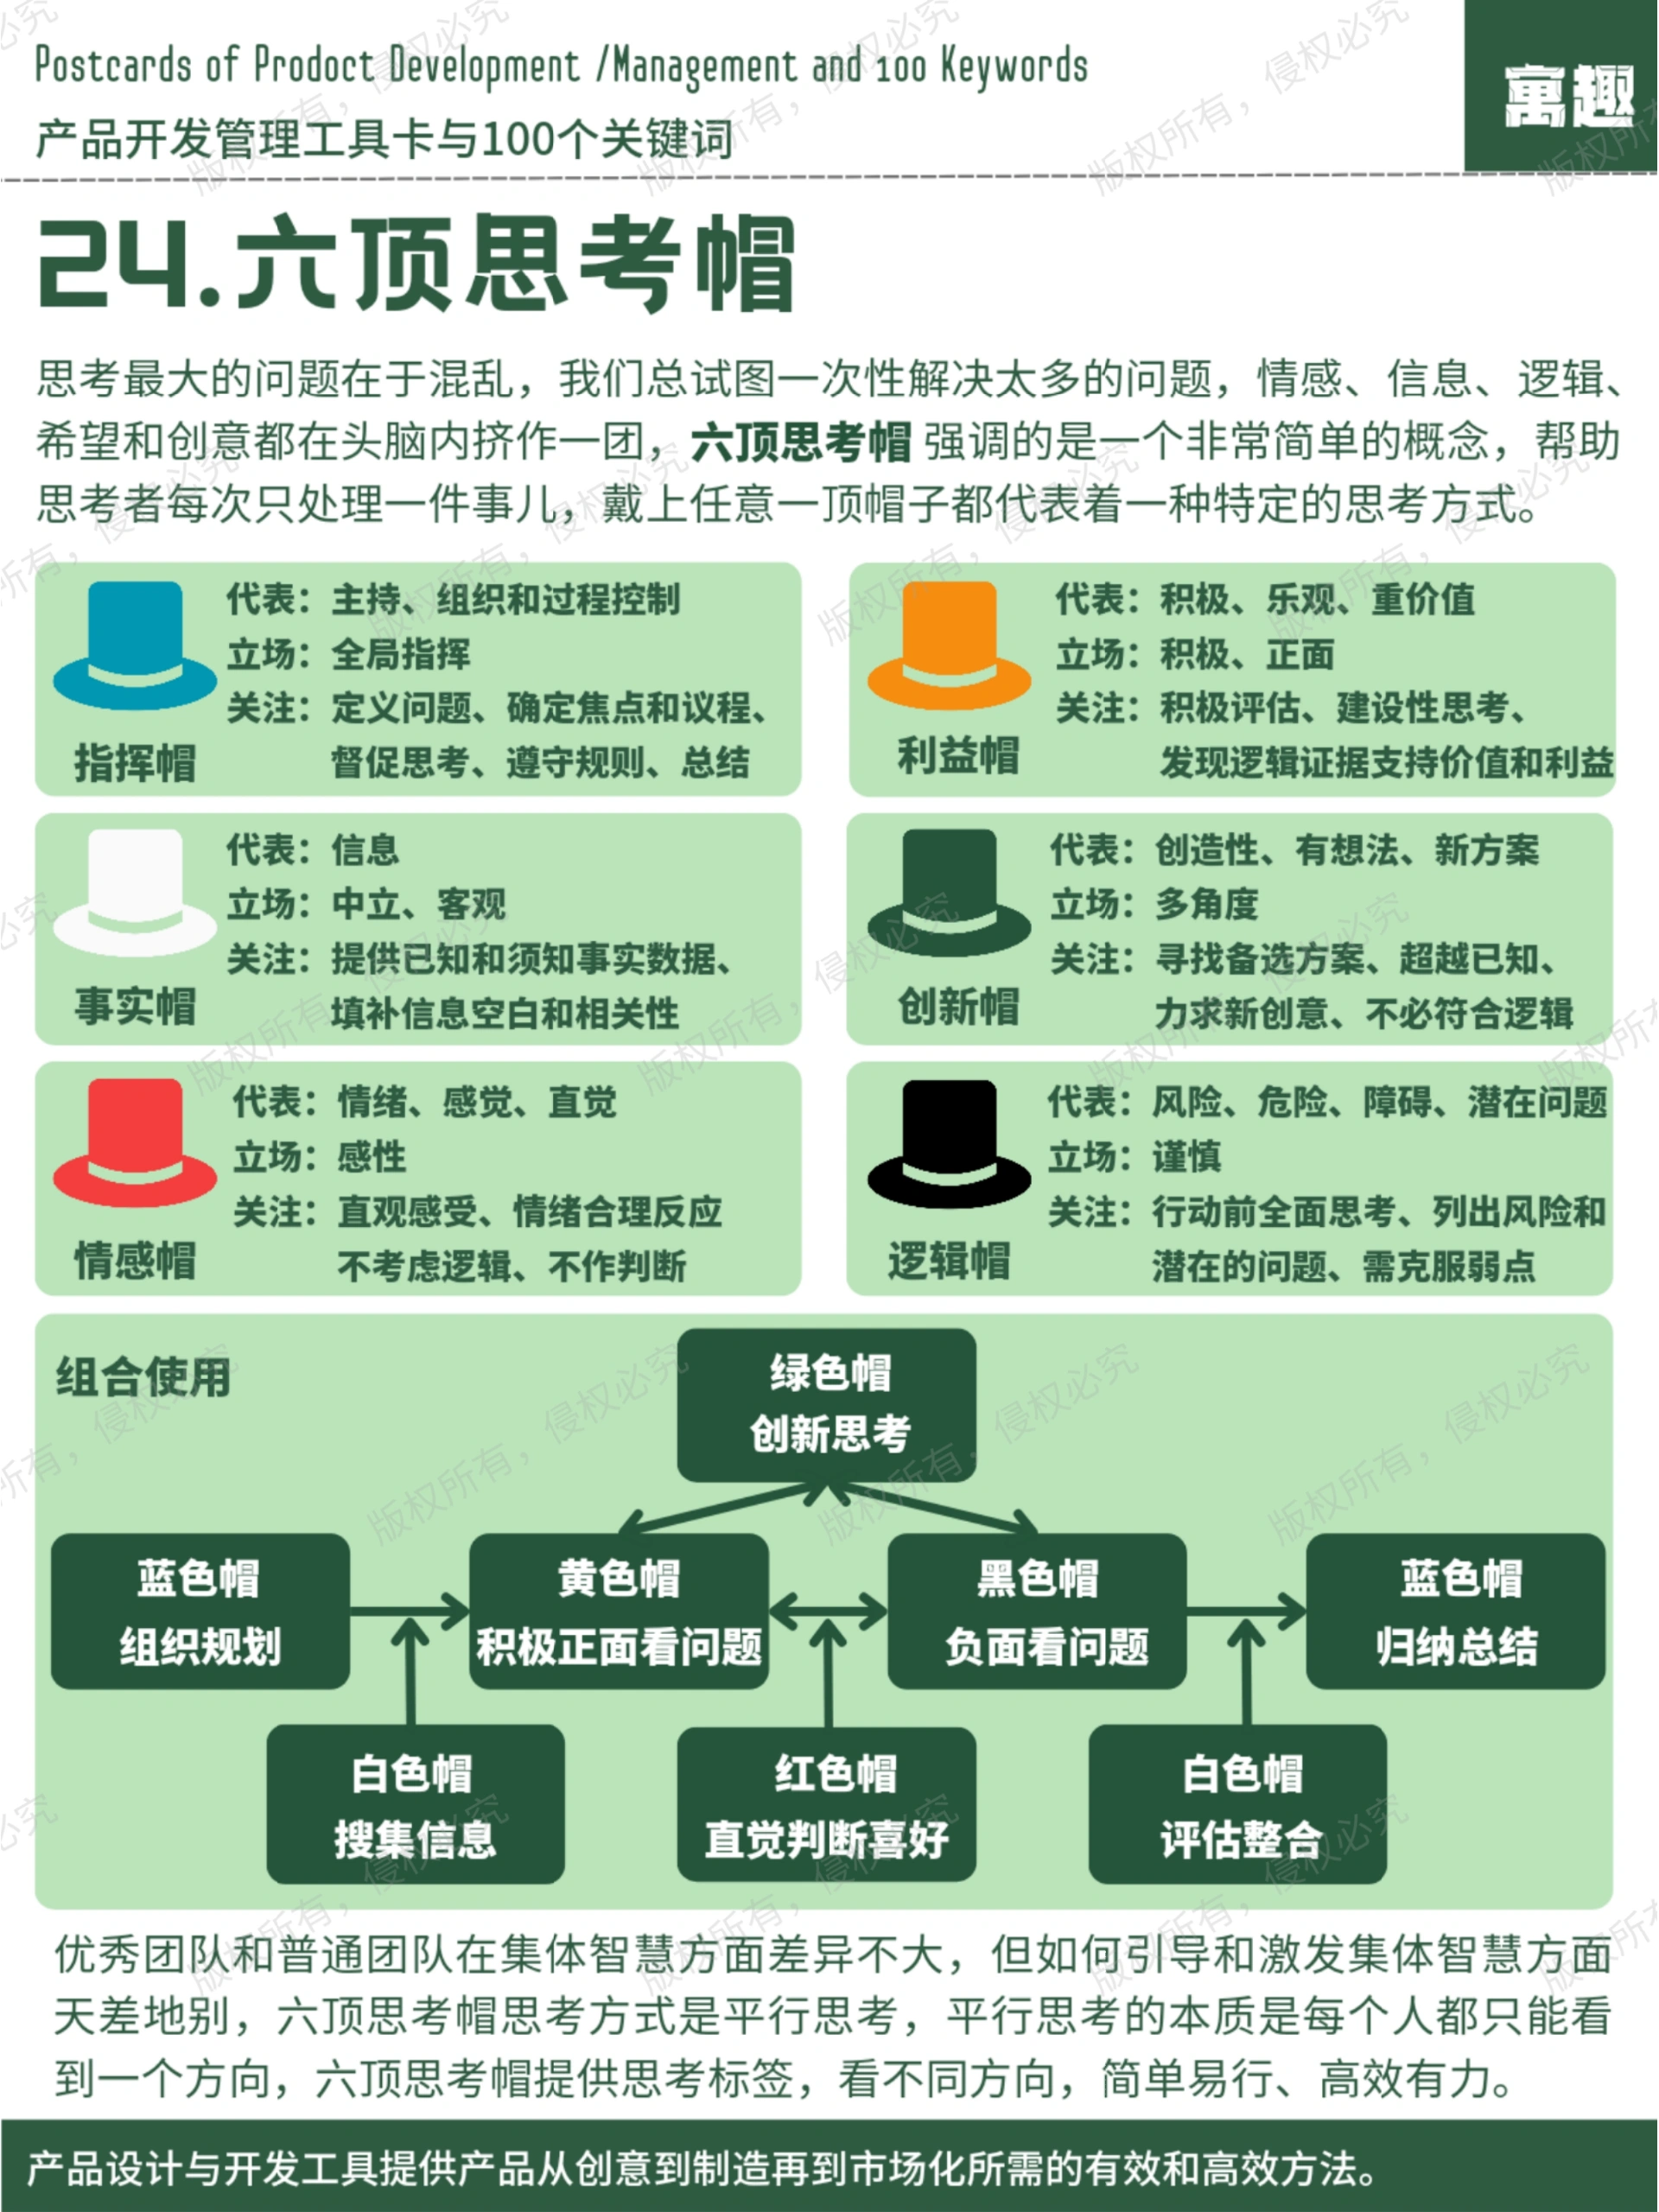 Postcards of Prodoct Development /Management and 100 Keywords
产品开发管理工具卡与100个关键词
寓趣
24.六顶思考帽
思考最大的问题在于混乱，我们总试图一次性解决太多的问题，情感、信息、逻辑、
希望和创意都在头脑内挤作一团，六顶思考帽 强调的是一个非常简单的概念，帮助
思考者每次只处理一件事儿，戴上任意一顶帽子都代表着一种特定的思考方式。
代表：主持、组织和过程控制
立场：全局指挥
关注：定义问题、确定焦点和议程、
督促思考、遵守规则、总结
指挥帽
代表：积极、乐观、重价值
立场：积极、正面
关注：积极评估、建设性思考、
发现逻辑证据支持价值和利益
利益帽
代表：信息
立场：中立、客观
关注：提供已知和须知事实数据、
填补信息空白和相关性
事实帽
代表：创造性、有想法、新方案
立场：多角度
关注：寻找备选方案、超越已知、
力求新创意、不必符合逻辑
创新帽
代表：情绪、感觉、直觉
立场：感性
关注：直观感受、情绪合理反应
不考虑逻辑、不作判断
情感帽
代表：风险、危险、障碍、潜在问题
立场：谨慎
关注：行动前全面思考、列出风险和
潜在的问题、需克服弱点
逻辑帽
组合使用
绿色帽
创新思考
蓝色帽
组织规划
黄色帽
积极正面看问题
黑色帽
负面看问题
蓝色帽
归纳总结
白色帽
搜集信息
红色帽
直觉判断喜好
白色帽
评估整合
优秀团队和普通团队在集体智慧方面差异不大，但如何引导和激发集体智慧方面
天差地别，六顶思考帽思考方式是平行思考，平行思考的本质是每个人都只能看
到一个方向，六顶思考帽提供思考标签，看不同方向，简单易行、高效有力。
产品设计与开发工具提供产品从创意到制造再到市场化所需的有效和高效方法。
版权所有，侵权必究